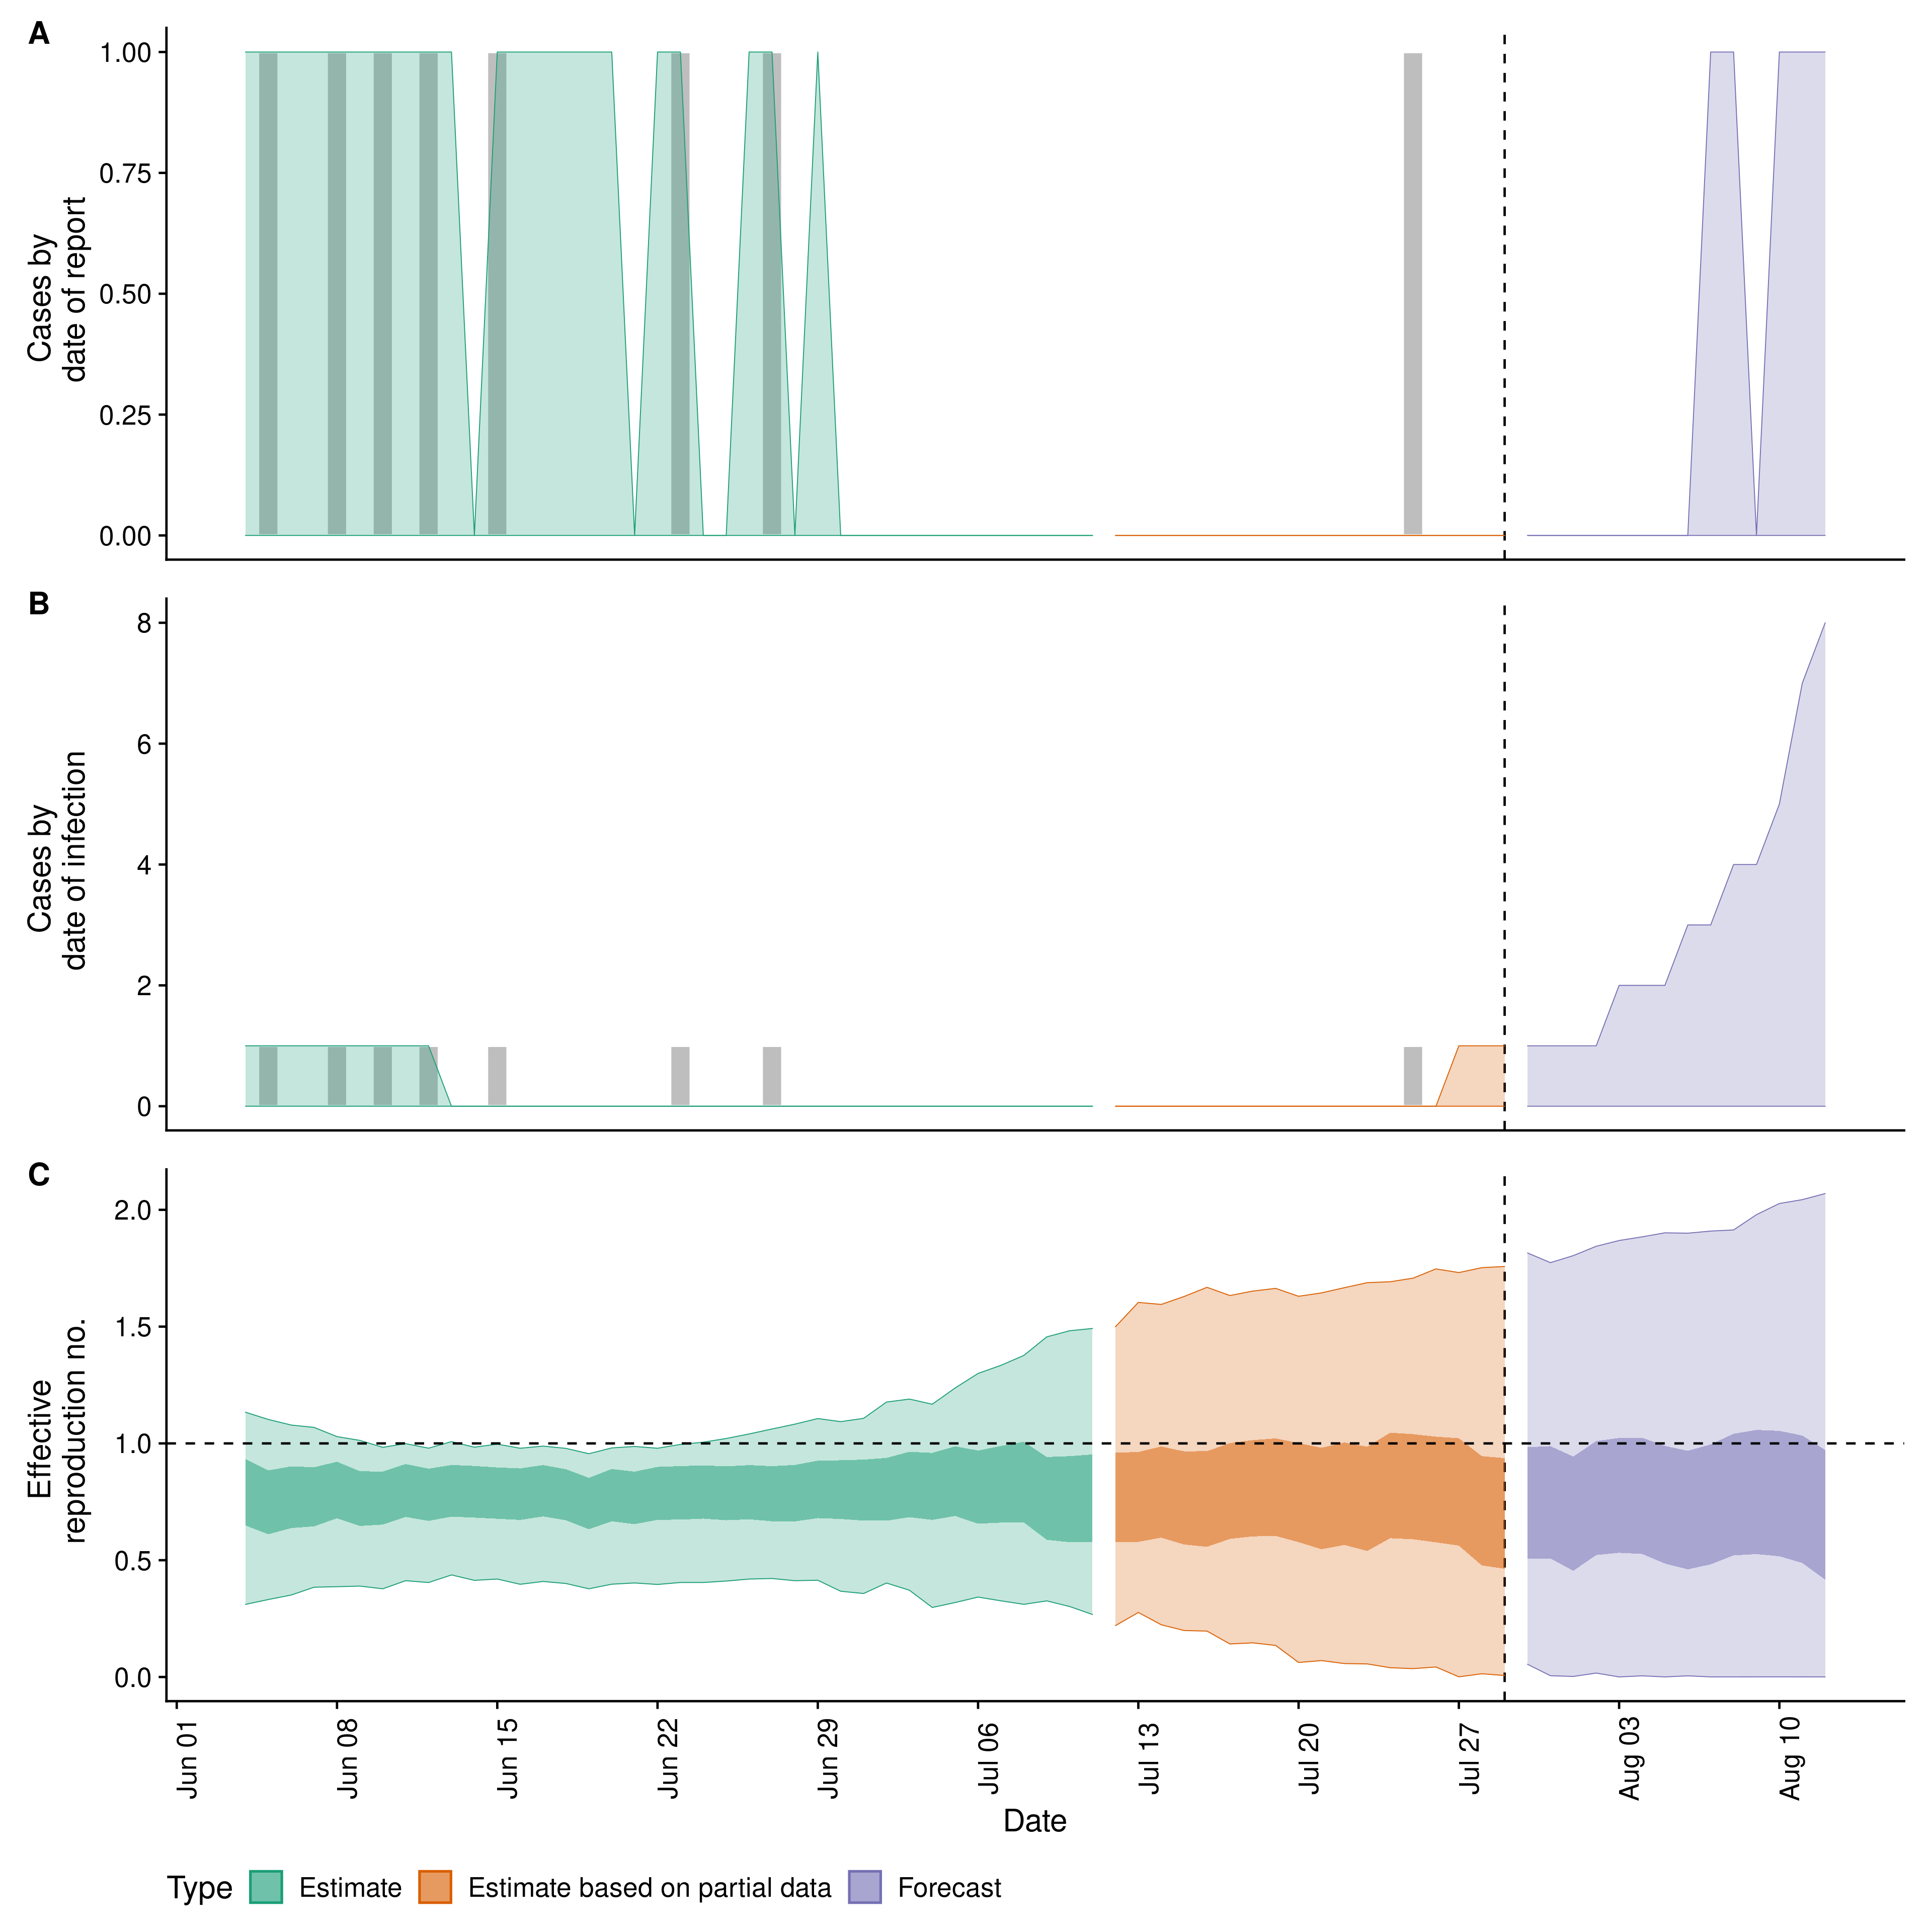 A
1.00
0.75
0.50
0.25
0.00
Cases by
date of report
B
8
6
4
2
0
Cases by
date of infection
C
2.0
1.5
1.0
0.5
0.0
Effective
reproduction no.
Jun 01
Jun 08
Jun 15
Jun 22
Jun 29
Jul 06
Jul 13
Jul 20
Jul 27
Aug 03
Aug 10
Date
Type Estimate Estimate based on partial data Forecast